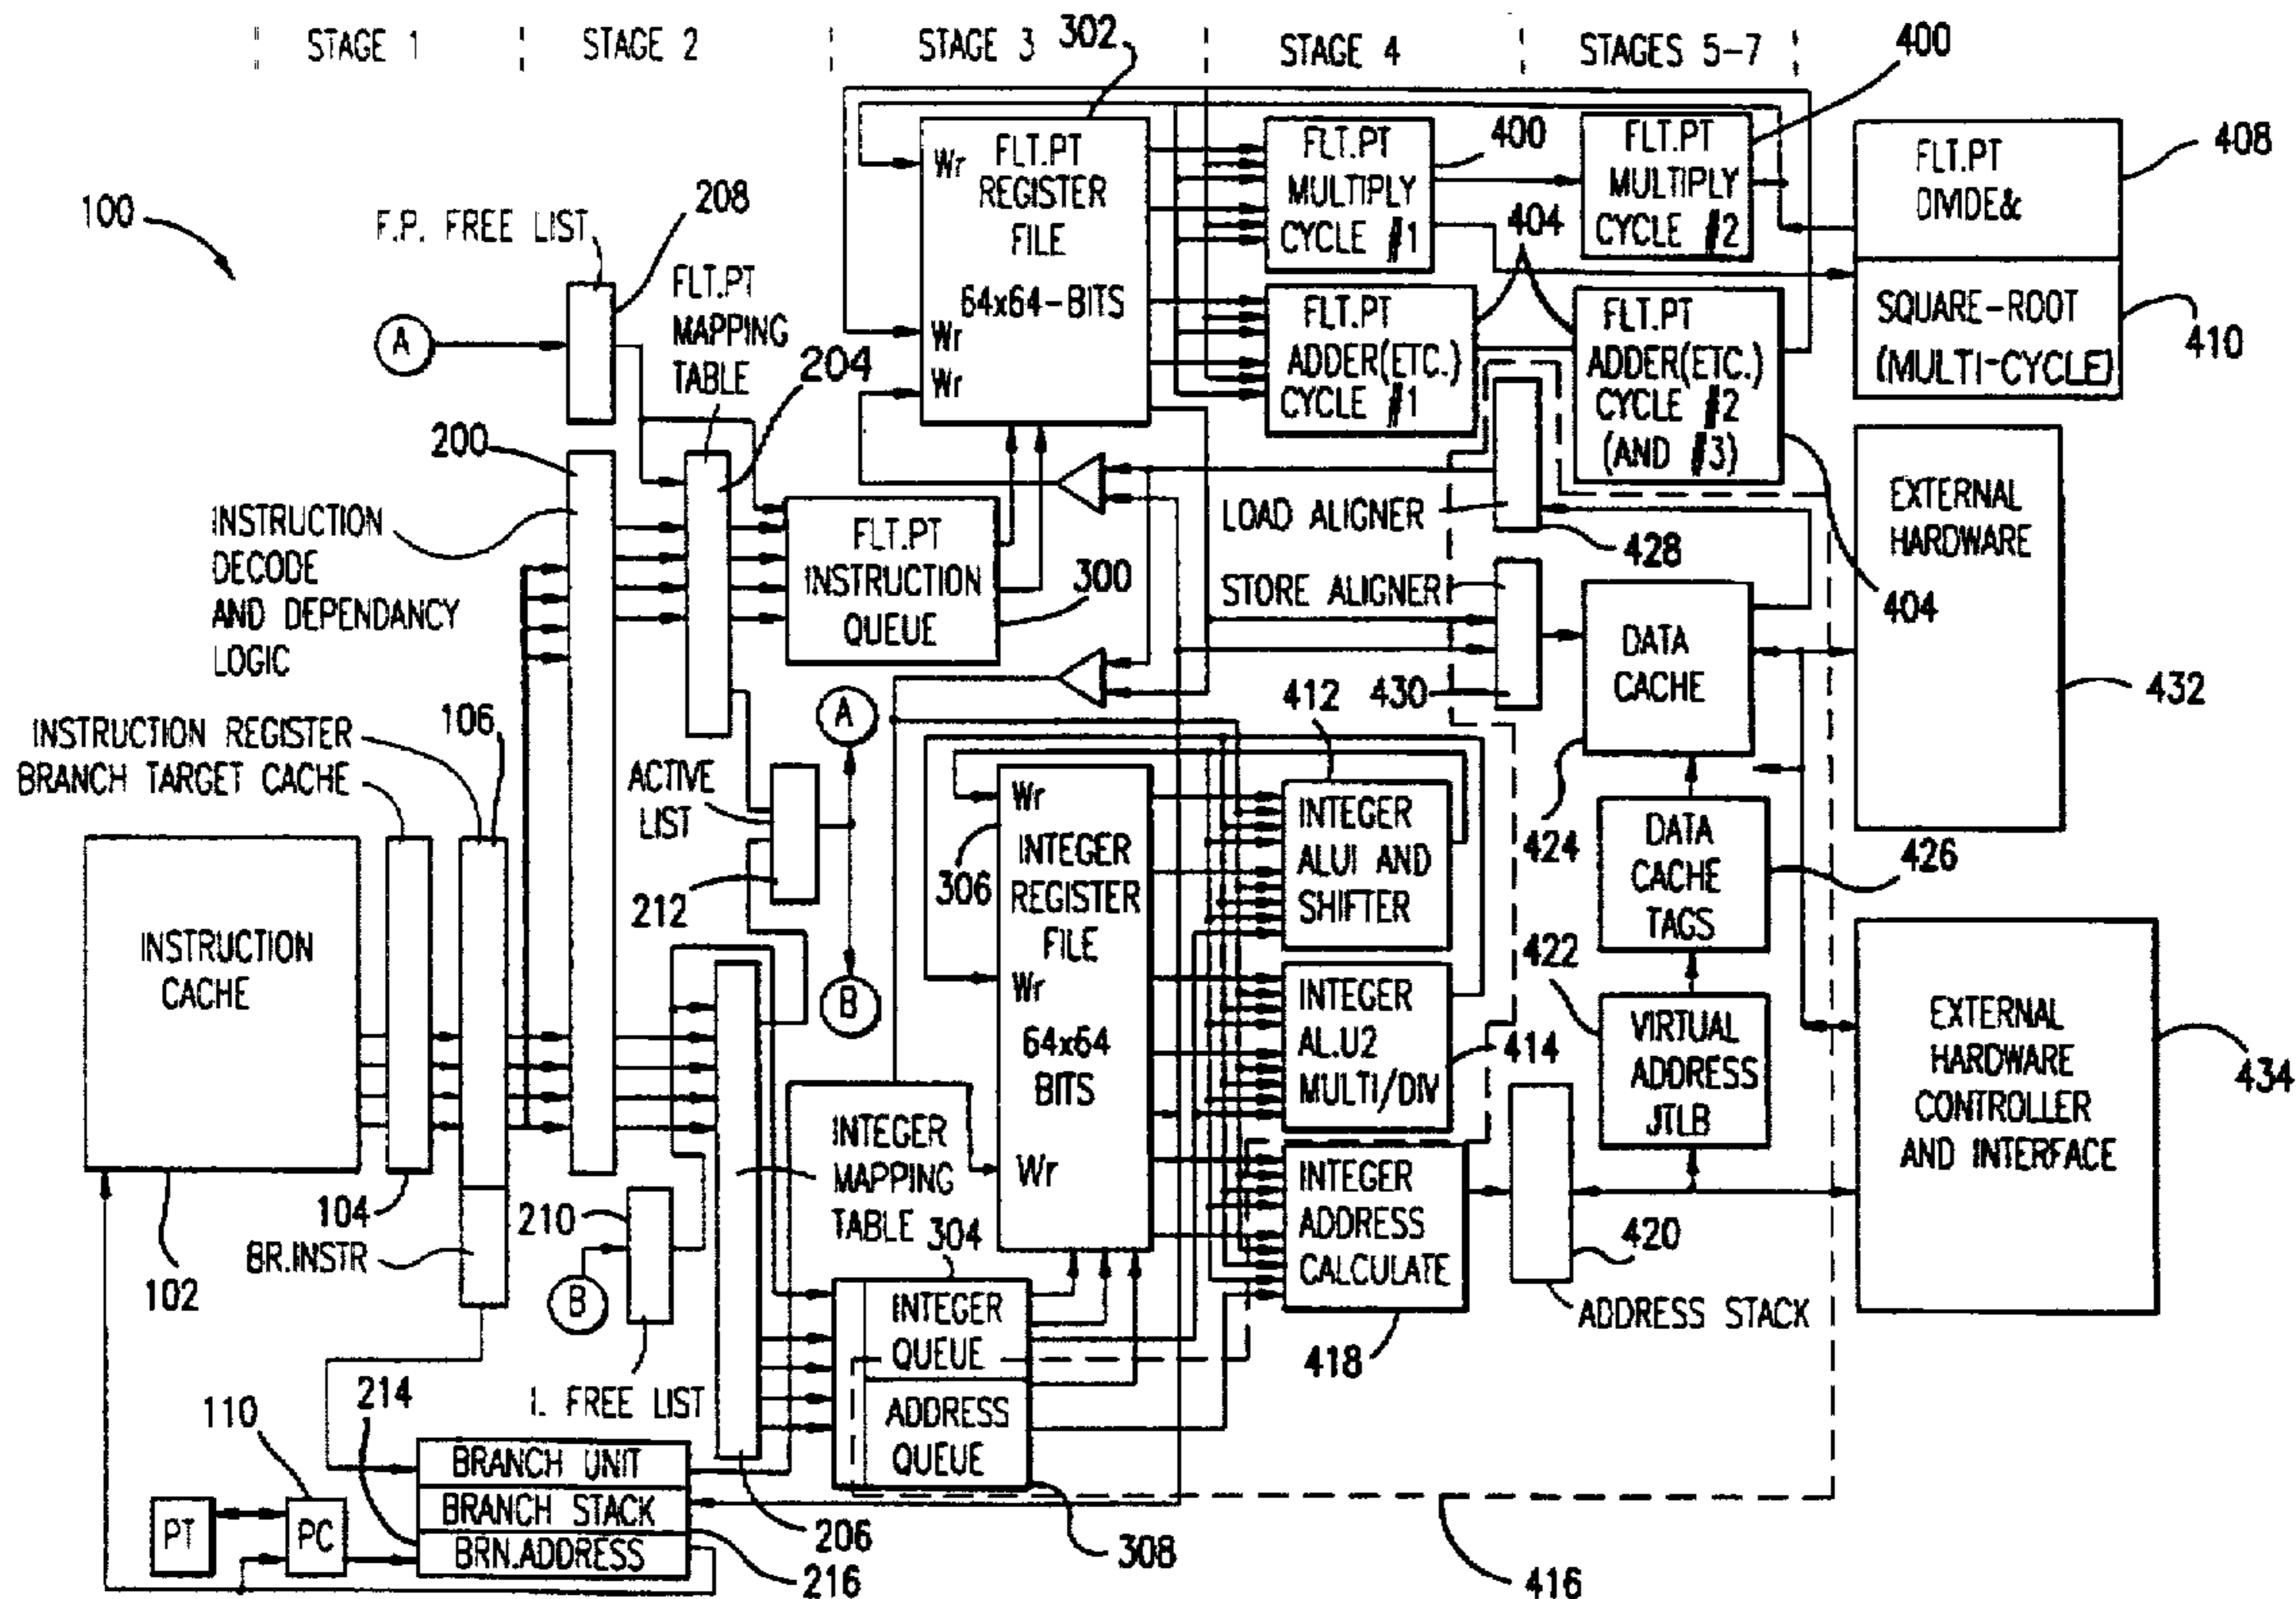 STAGE 1
STAGE 2
STAGE 3
302
STAGE 4
STAGES 5-7
400
100
F.P. FREE LIST
208
A
FLT.PT
MAPPING
TABLE
204
Wr
FLT.PT
REGISTER
FILE
64x64-BITS
Wr
Wr
FLT.PT
MULTIPLY
CYCLE #1
400
FLT.PT
MULTIPLY
CYCLE #2
404
FLT.PT
ADDER(ETC.)
CYCLE #1
FLT.PT
ADDER(ETC.)
CYCLE #2
(AND #3)
FLT.PT
DIVIDE&
408
SQUARE-ROOT
(MULTI-CYCLE)
410
200
INSTRUCTION
DECODE
AND DEPENDANCY
LOGIC
FLT.PT
INSTRUCTION
QUEUE
300
LOAD ALIGNER
428
STORE ALIGNER
430
DATA
CACHE
424
404
EXTERNAL
HARDWARE
432
INSTRUCTION REGISTER
106
BRANCH TARGET CACHE
ACTIVE
LIST
212
A
B
INSTRUCTION
CACHE
102
104
BR.INSTR
Wr
306
INTEGER
REGISTER
FILE
Wr
64x64
BITS
Wr
412
INTEGER
ALUI AND
SHIFTER
INTEGER
AL.U2
MULTI/DIV
414
INTEGER
ADDRESS
CALCULATE
418
DATA
CACHE
TAGS
426
422
VIRTUAL
ADDRESS
JTLB
420
ADDRESS STACK
EXTERNAL
HARDWARE
CONTROLLER
AND INTERFACE
434
210
B
I. FREE LIST
INTEGER
MAPPING
TABLE
304
INTEGER
QUEUE
ADDRESS
QUEUE
308
214
110
PT
PC
BRANCH UNIT
BRANCH STACK
BRN.ADDRESS
206
216
416